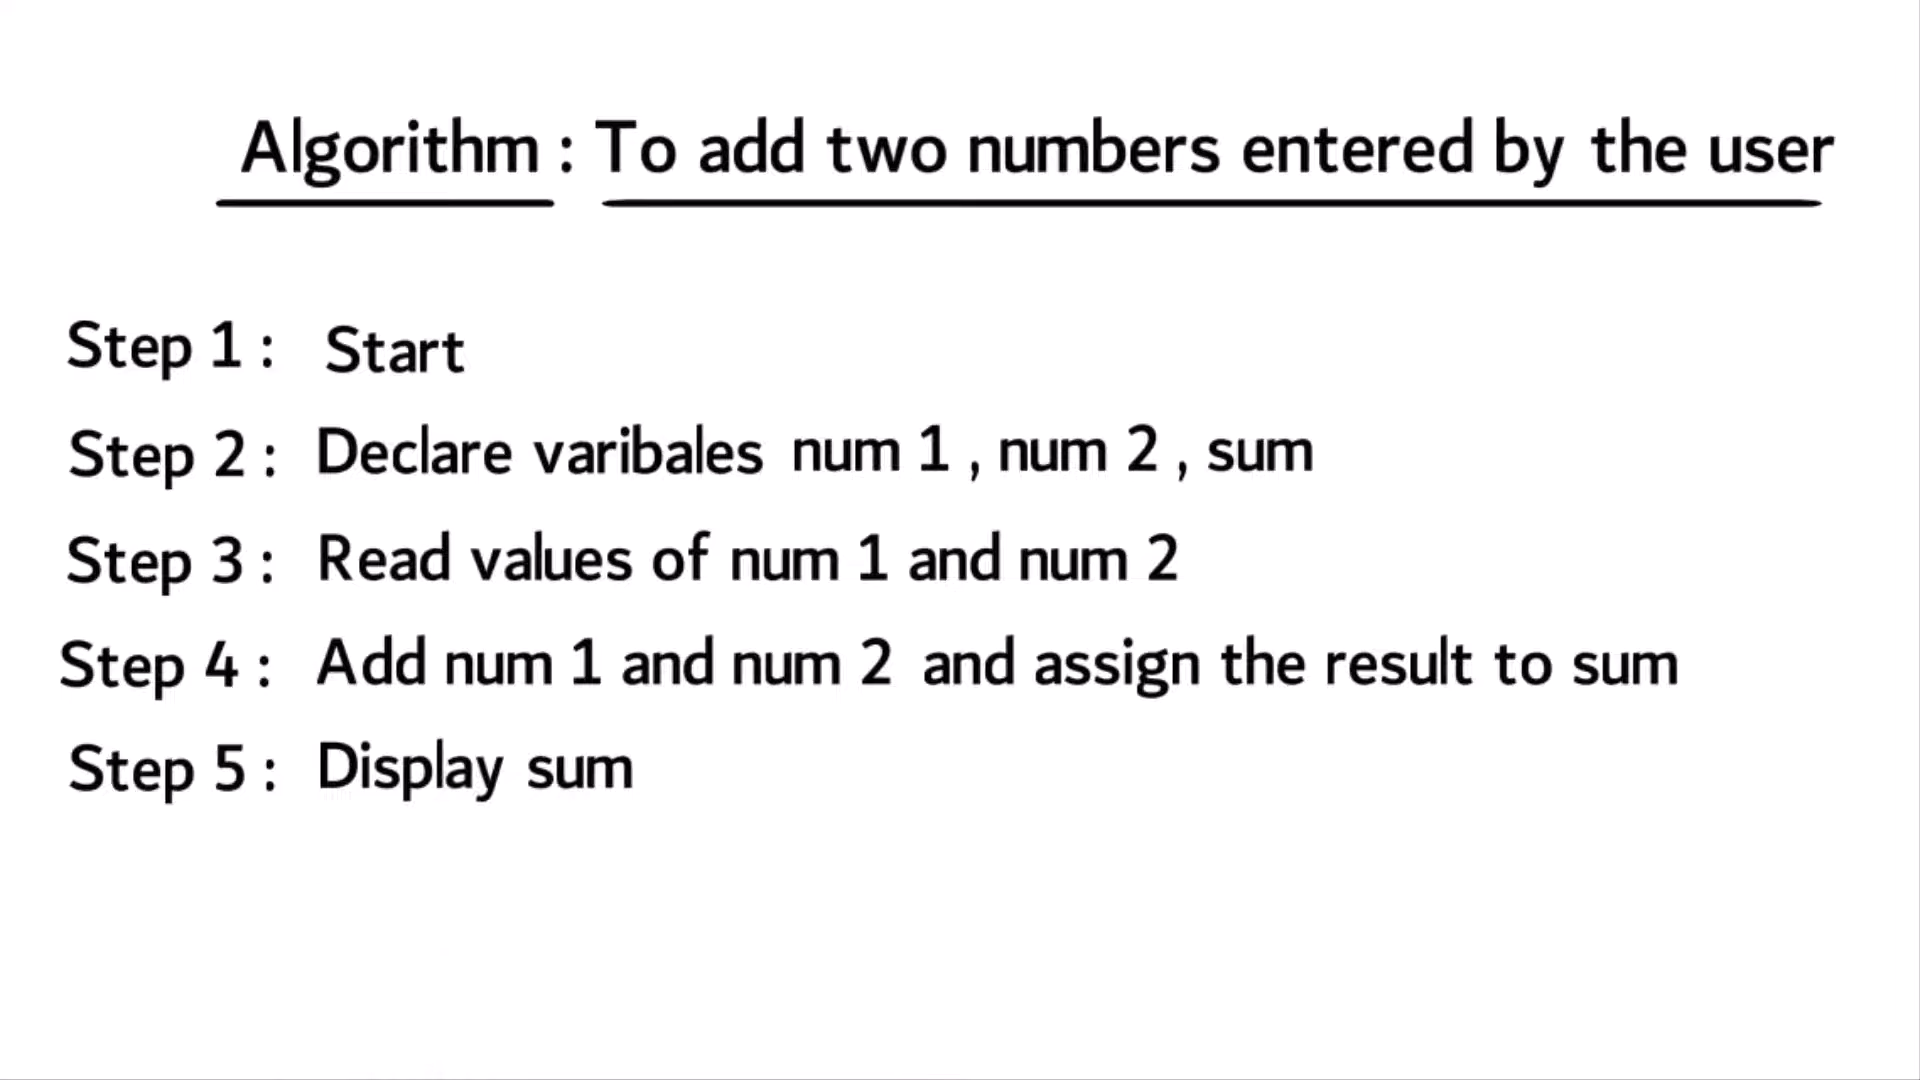 Algorithm : To add two numbers entered by the user
Step 1 : Start
Step 2 : Declare varibales num 1 , num 2 , sum
Step 3 : Read values of num 1 and num 2
Step 4 : Add num 1 and num 2 and assign the result to sum
Step 5 : Display sum